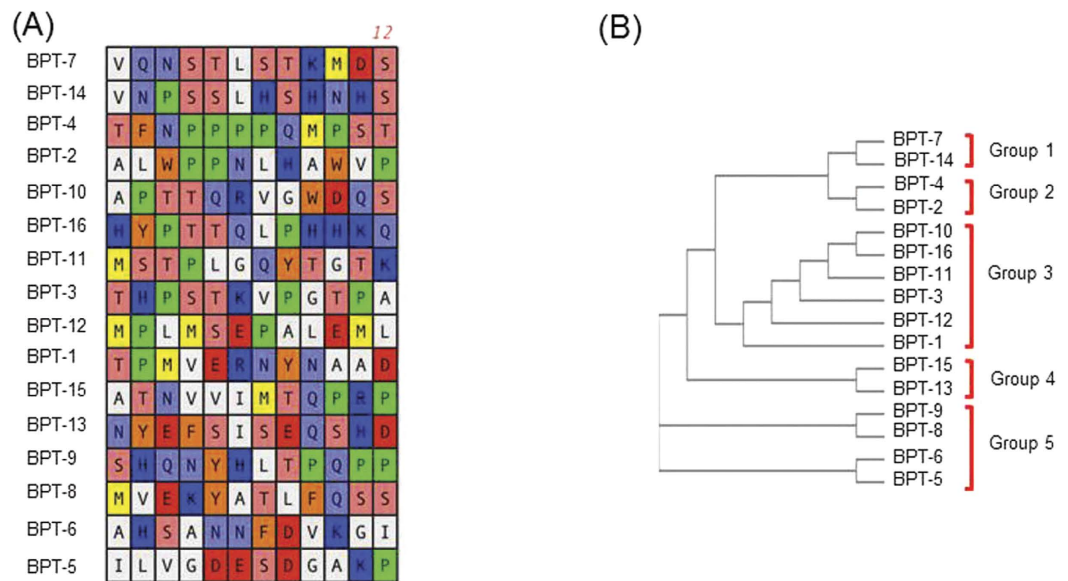 (A)
12
BPT-7 V Q N S T L S T K M D S
BPT-14 V N P S S L H S H N H S
BPT-4 T F N P P P P Q M P S T
BPT-2 A L W P P N L H A W V P
BPT-10 A P T T Q R V G W D Q S
BPT-16 H Y P T T Q L P H H K Q
BPT-11 M S T P L G Q Y T G T K
BPT-3 T H P S T K V P G T P A
BPT-12 M P L M S E P A L E M L
BPT-1 T P M V E R N Y N A A D
BPT-15 A T N V V I M T Q P R P
BPT-13 N Y E F S I S E Q S H D
BPT-9 S H Q N Y H L T P Q P P
BPT-8 M V E K Y A T L F Q S S
BPT-6 A H S A N N F D V K G I
BPT-5 I L V G D E S D G A K P
(B)
BPT-7
BPT-14
Group 1
BPT-4
BPT-2
Group 2
BPT-10
BPT-16
BPT-11
BPT-3
BPT-12
BPT-1
Group 3
BPT-15
BPT-13
Group 4
BPT-9
BPT-8
BPT-6
BPT-5
Group 5